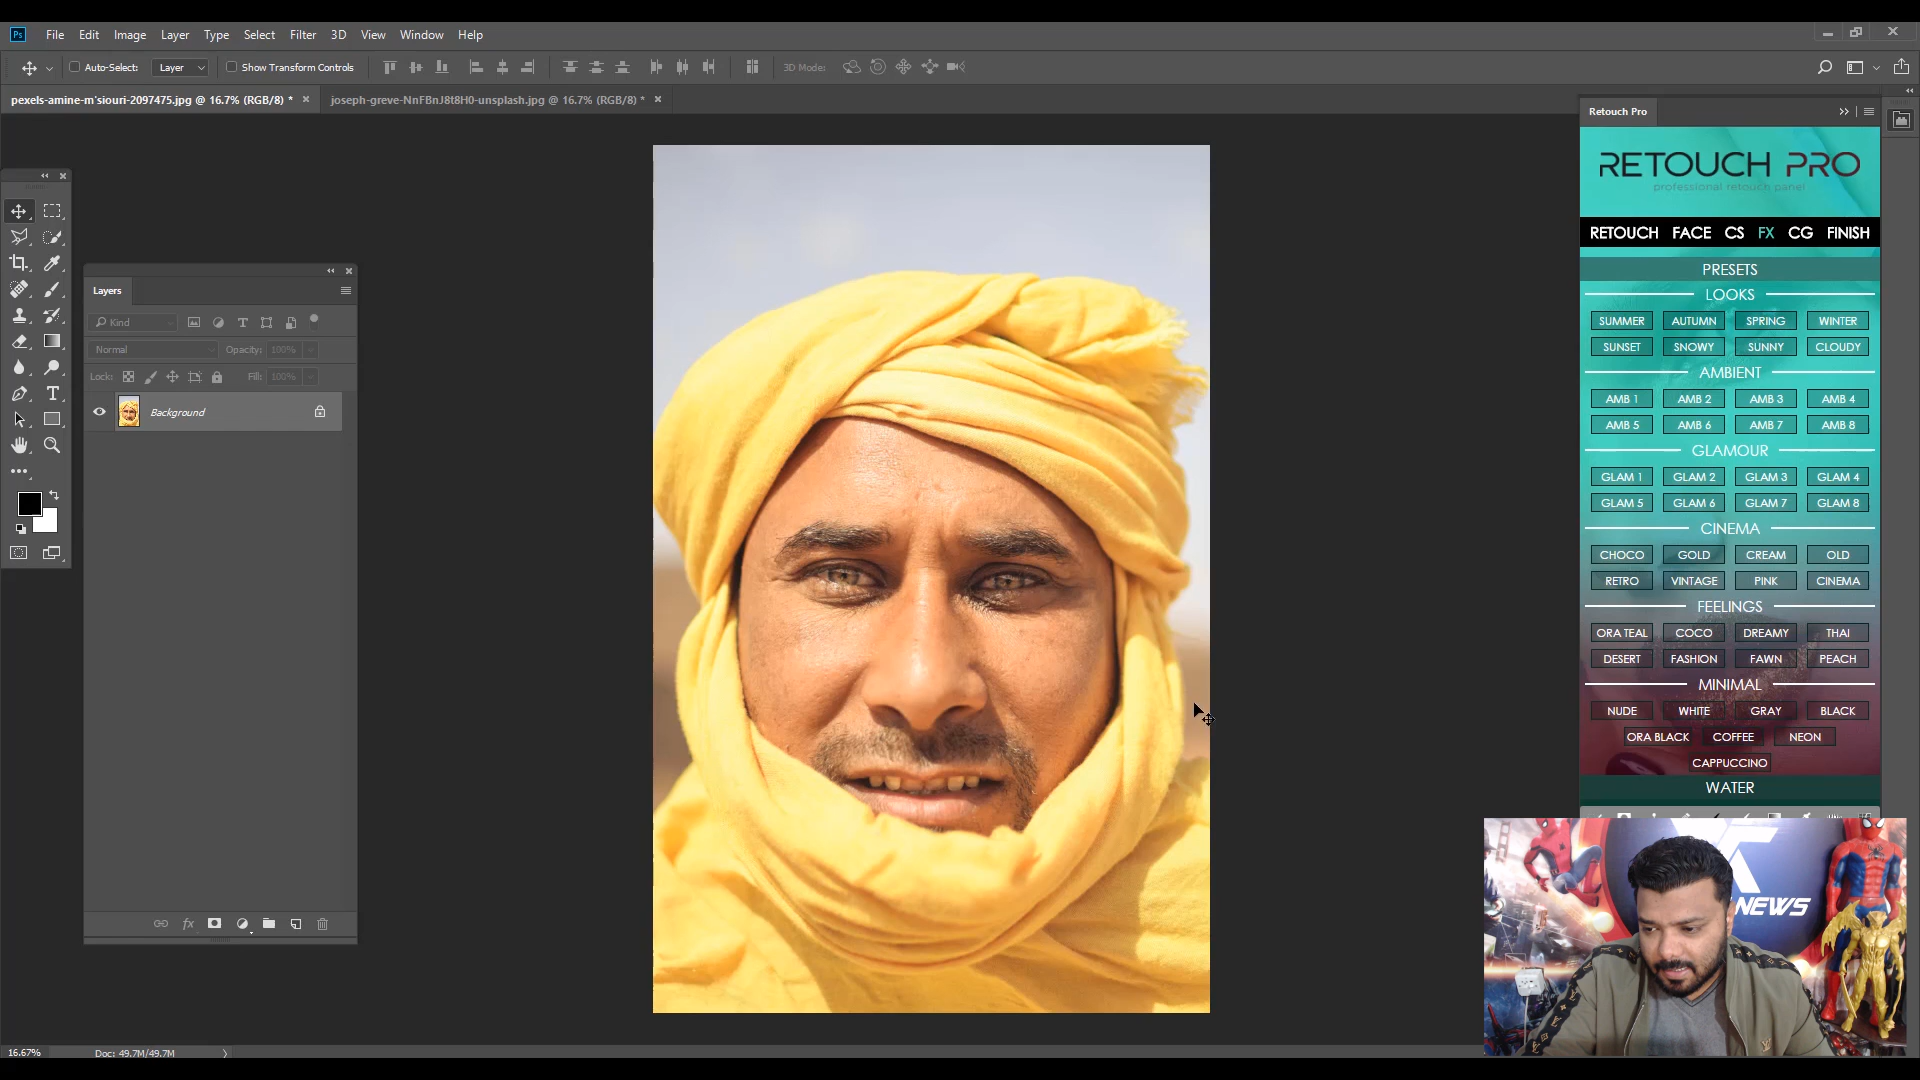 Ps File Edit Image Layer Type Select Filter 3D View Window Help
Auto-Select: Layer Show Transform Controls 3D Mode:
pexels-amine-m'siouri-2097475.jpg @ 16.7% (RGB/8) * × joseph-greve-NnFBnJ8t8H0-unsplash.jpg @ 16.7% (RGB/8) * ×
Layers
Kind
Normal Opacity: 100%
Lock: Fill: 100%
Background
fx
Retouch Pro
RETOUCH PRO
professional retouch panel
RETOUCH FACE CS FX CG FINISH
PRESETS
LOOKS
SUMMER AUTUMN SPRING WINTER
SUNSET SNOWY SUNNY CLOUDY
AMBIENT
AMB 1 AMB 2 AMB 3 AMB 4
AMB 5 AMB 6 AMB 7 AMB 8
GLAMOUR
GLAM 1 GLAM 2 GLAM 3 GLAM 4
GLAM 5 GLAM 6 GLAM 7 GLAM 8
CINEMA
CHOCO GOLD CREAM OLD
RETRO VINTAGE PINK CINEMA
FEELINGS
ORA TEAL COCO DREAMY THAI
DESERT FASHION FAWN PEACH
MINIMAL
NUDE WHITE GRAY BLACK
ORA BLACK COFFEE NEON
CAPPUCCINO
WATER
NEWS
16.67% Doc: 49.7M/49.7M